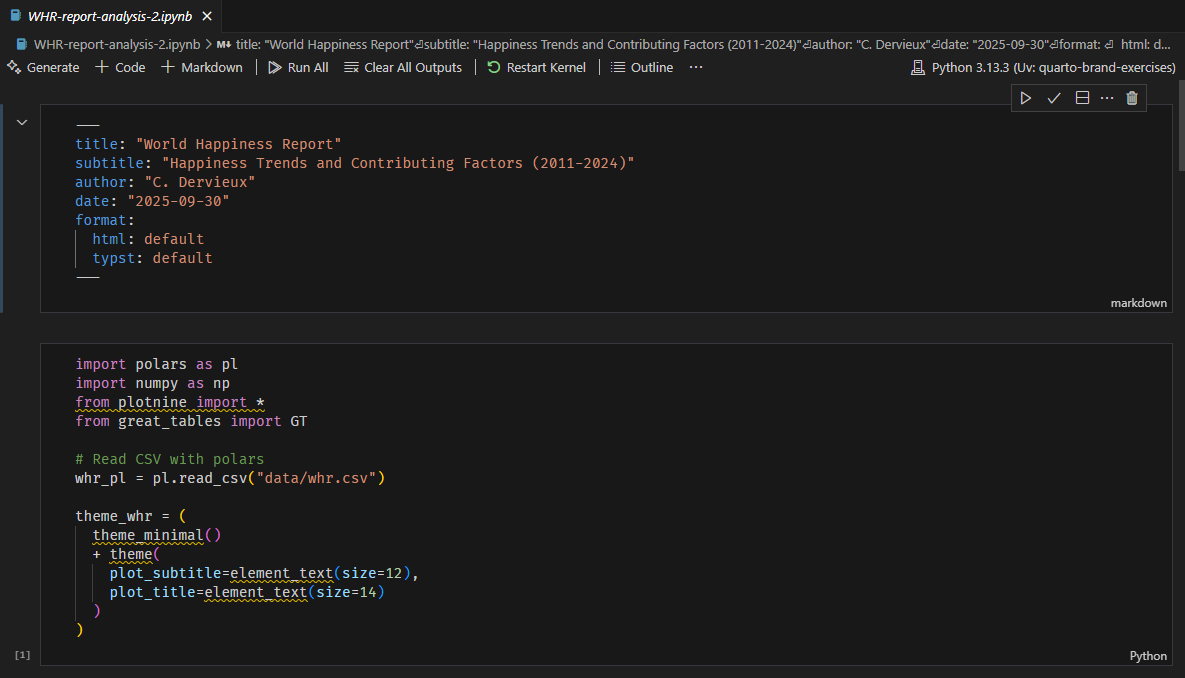 WHR-report-analysis-2.ipynb
WHR-report-analysis-2.ipynb > M↓ title: "World Happiness Report"⏎subtitle: "Happiness Trends and Contributing Factors (2011-2024)"⏎author: "C. Dervieux"⏎date: "2025-09-30"⏎format: ⏎ html: d...
Generate + Code + Markdown | Run All Clear All Outputs | Restart Kernel | Outline ... Python 3.13.3 (Uv: quarto-brand-exercises)
---
title: "World Happiness Report"
subtitle: "Happiness Trends and Contributing Factors (2011-2024)"
author: "C. Dervieux"
date: "2025-09-30"
format:
  html: default
  typst: default
---
markdown
import polars as pl
import numpy as np
from plotnine import *
from great_tables import GT
# Read CSV with polars
whr_pl = pl.read_csv("data/whr.csv")
theme_whr = (
  theme_minimal()
  + theme(
    plot_subtitle=element_text(size=12),
    plot_title=element_text(size=14)
  )
)
[1]
Python